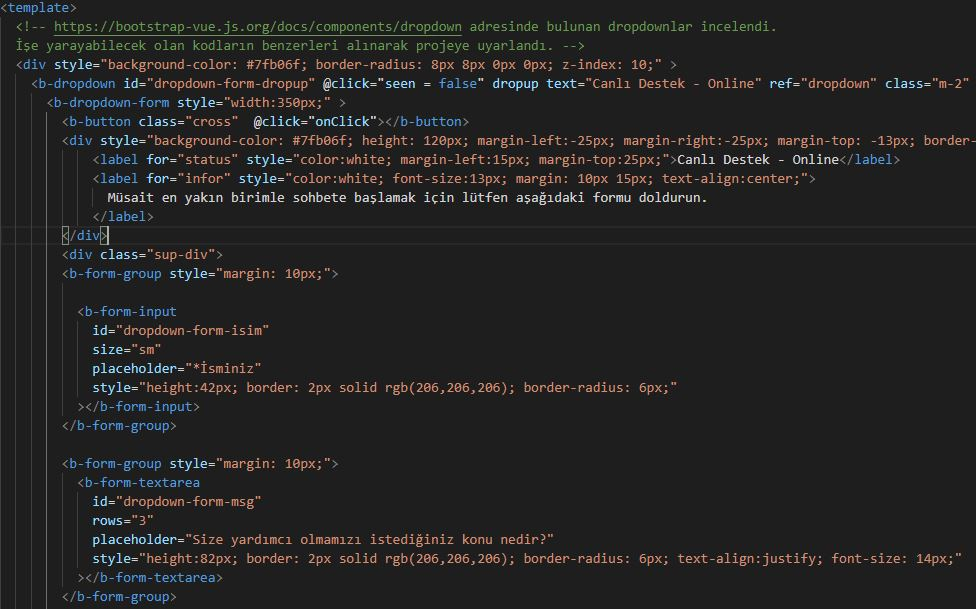 <template>
<!-- https://bootstrap-vue.js.org/docs/components/dropdown adresinde bulunan dropdownlar incelendi.
İşe yarayabilecek olan kodların benzerleri alınarak projeye uyarlandı. -->
<div style="background-color: #7fb06f; border-radius: 8px 8px 0px 0px; z-index: 10;" >
<b-dropdown id="dropdown-form-dropup" @click="seen = false" dropup text="Canlı Destek - Online" ref="dropdown" class="m-2"
<b-dropdown-form style="width:350px;" >
<b-button class="cross"  @click="onClick"></b-button>
<div style="background-color: #7fb06f; height: 120px; margin-left:-25px; margin-right:-25px; margin-top: -13px; border-
<label for="status" style="color:white; margin-left:15px; margin-top:25px;">Canlı Destek - Online</label>
<label for="infor" style="color:white; font-size:13px; margin: 10px 15px; text-align:center;">
Müsait en yakın birimle sohbete başlamak için lütfen aşağıdaki formu doldurun.
</label>
</div>
<div class="sup-div">
<b-form-group style="margin: 10px;">
<b-form-input
id="dropdown-form-isim"
size="sm"
placeholder="*İsminiz"
style="height:42px; border: 2px solid rgb(206,206,206); border-radius: 6px;"
></b-form-input>
</b-form-group>
<b-form-group style="margin: 10px;">
<b-form-textarea
id="dropdown-form-msg"
rows="3"
placeholder="Size yardımcı olmamızı istediğiniz konu nedir?"
style="height:82px; border: 2px solid rgb(206,206,206); border-radius: 6px; text-align:justify; font-size: 14px;"
></b-form-textarea>
</b-form-group>